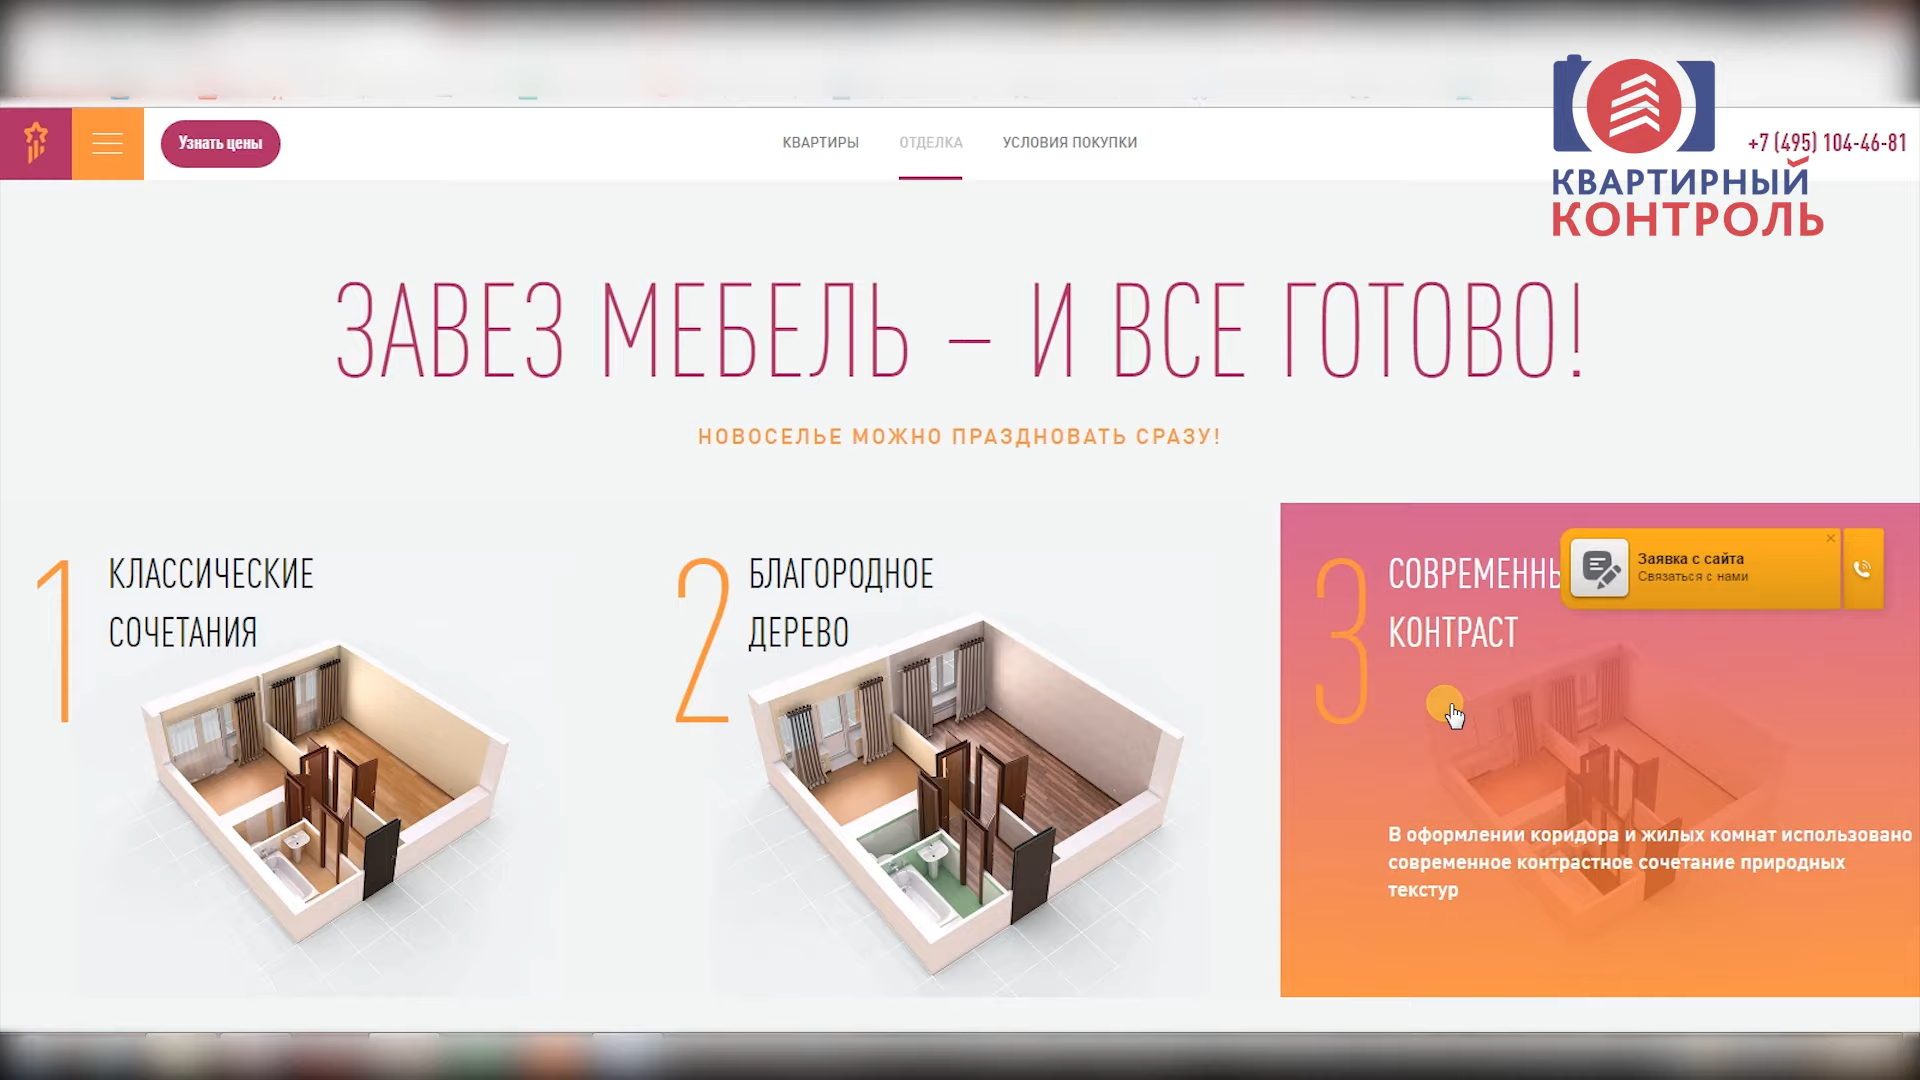 Узнать цены
КВАРТИРЫ
ОТДЕЛКА
УСЛОВИЯ ПОКУПКИ
+7 (495) 104-46-81
КВАРТИРНЫЙ
КОНТРОЛЬ
ЗАВЕЗ МЕБЕЛЬ – И ВСЕ ГОТОВО!
НОВОСЕЛЬЕ МОЖНО ПРАЗДНОВАТЬ СРАЗУ!
1
КЛАССИЧЕСКИЕ
СОЧЕТАНИЯ
2
БЛАГОРОДНОЕ
ДЕРЕВО
3
СОВРЕМЕННЫ
КОНТРАСТ
Заявка с сайта
Связаться с нами
В оформлении коридора и жилых комнат использовано
современное контрастное сочетание природных
текстур